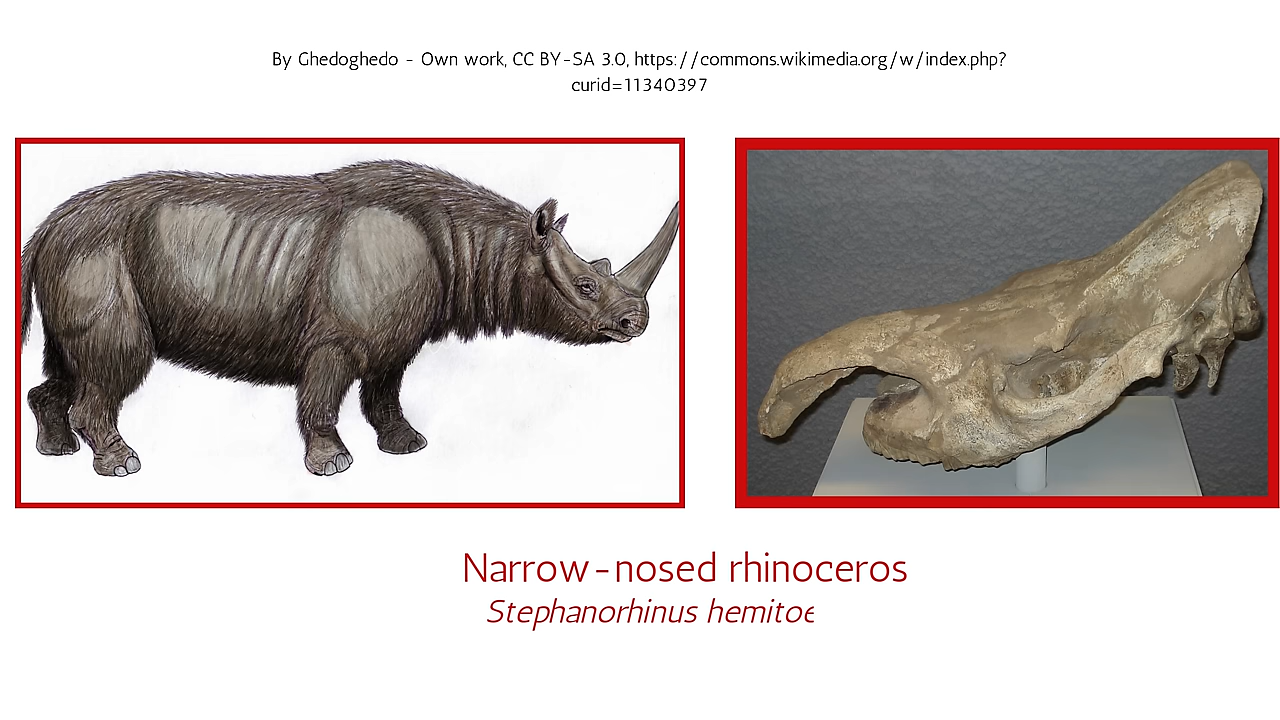 By Ghedoghedo - Own work, CC BY-SA 3.0, https://commons.wikimedia.org/w/index.php?
curid=11340397
Narrow-nosed rhinoceros
Stephanorhinus hemitoe